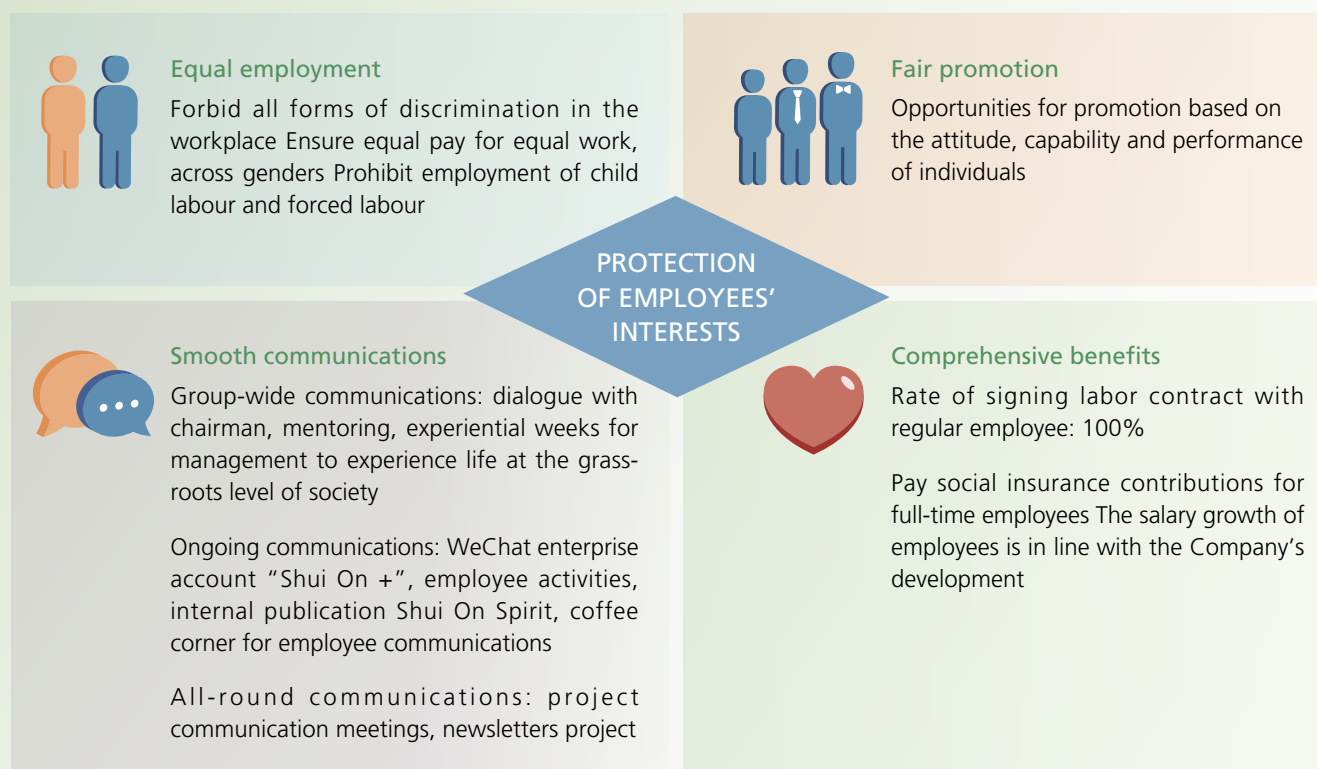 Equal employment
Forbid all forms of discrimination in the
workplace Ensure equal pay for equal work,
across genders Prohibit employment of child
labour and forced labour
Fair promotion
Opportunities for promotion based on
the attitude, capability and performance
of individuals
PROTECTION
OF EMPLOYEES’
INTERESTS
Smooth communications
Group-wide communications: dialogue with
chairman, mentoring, experiential weeks for
management to experience life at the grass-
roots level of society
Ongoing communications: WeChat enterprise
account “Shui On +”, employee activities,
internal publication Shui On Spirit, coffee
corner for employee communications
All-round communications: project
communication meetings, newsletters project
Comprehensive benefits
Rate of signing labor contract with
regular employee: 100%
Pay social insurance contributions for
full-time employees The salary growth of
employees is in line with the Company’s
development